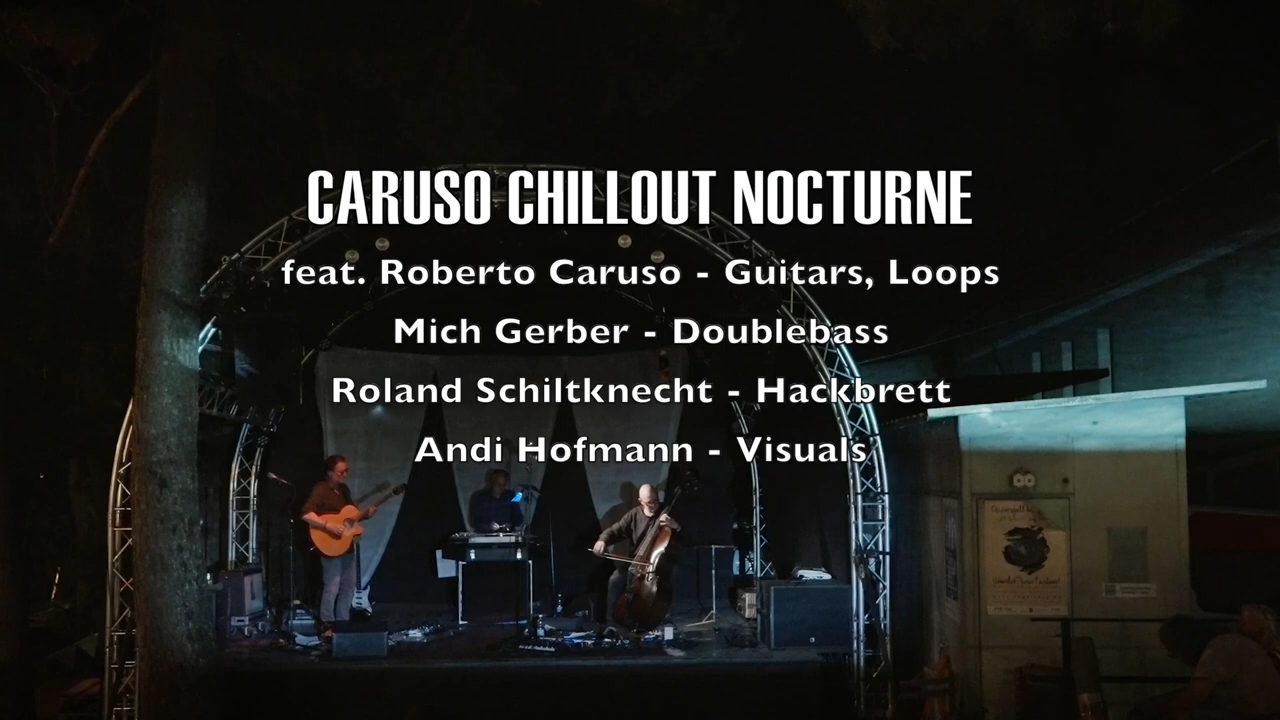 CARUSO CHILLOUT NOCTURNE
feat. Roberto Caruso - Guitars, Loops
Mich Gerber - Doublebass
Roland Schiltknecht - Hackbrett
Andi Hofmann - Visuals